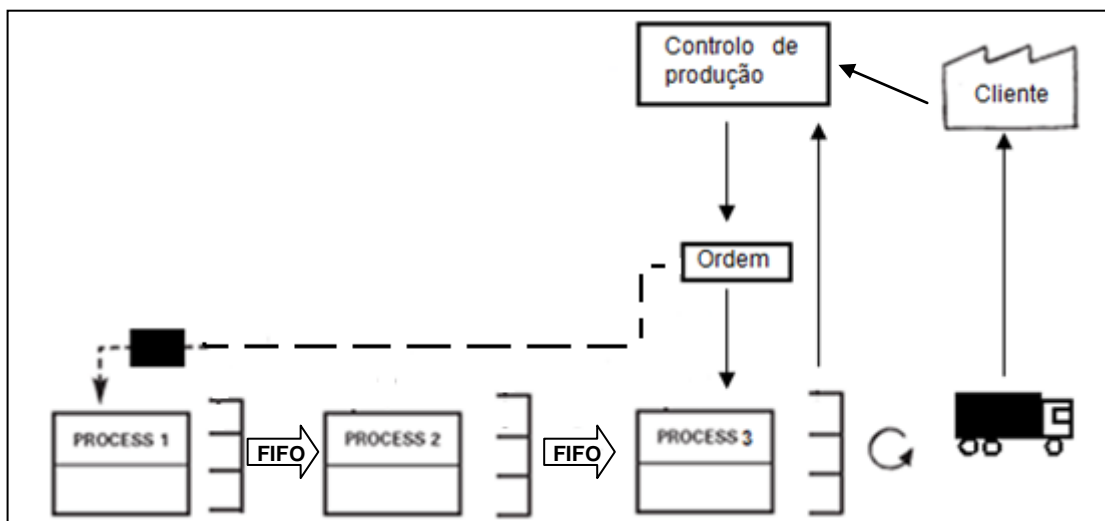 Controlo de
produção
Cliente
Ordem
PROCESS 1
FIFO
PROCESS 2
FIFO
PROCESS 3